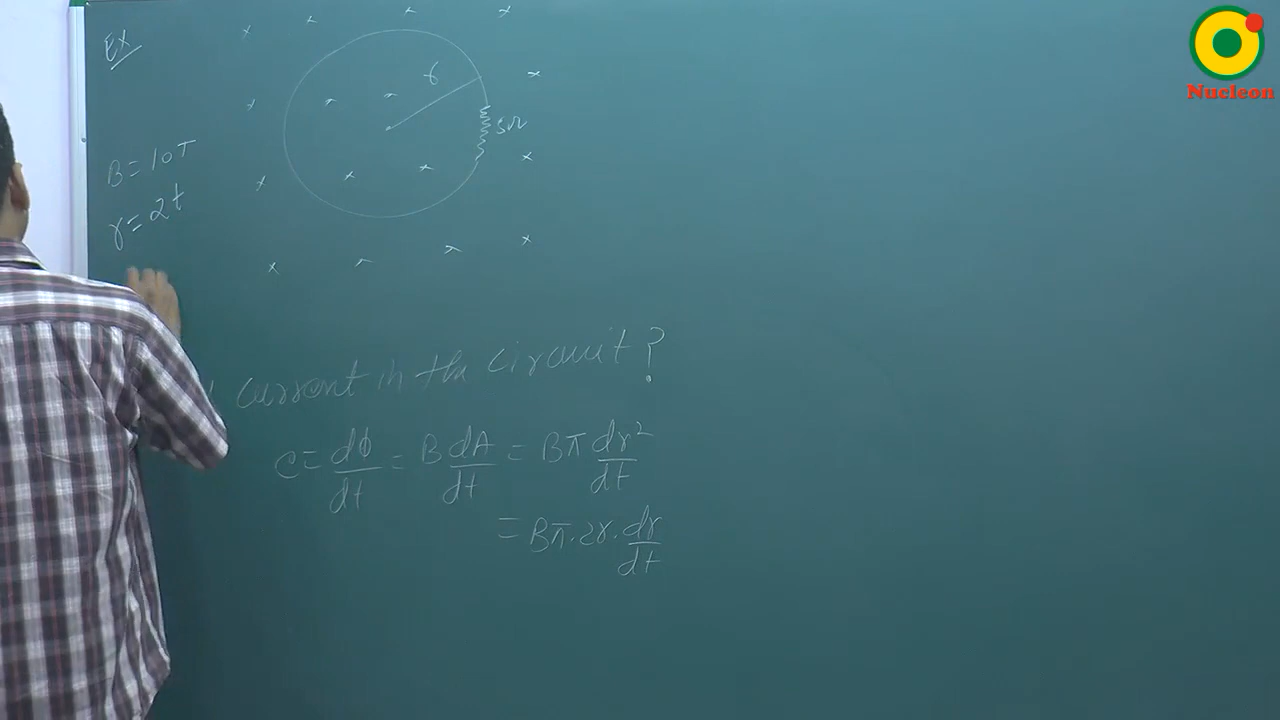 Ex
r
5Ω
B = 10T
r = 2t
current in the circuit ?
e = dφ/dt = B dA/dt = Bπ dr²/dt
= Bπ·2r·dr/dt
Nucleon